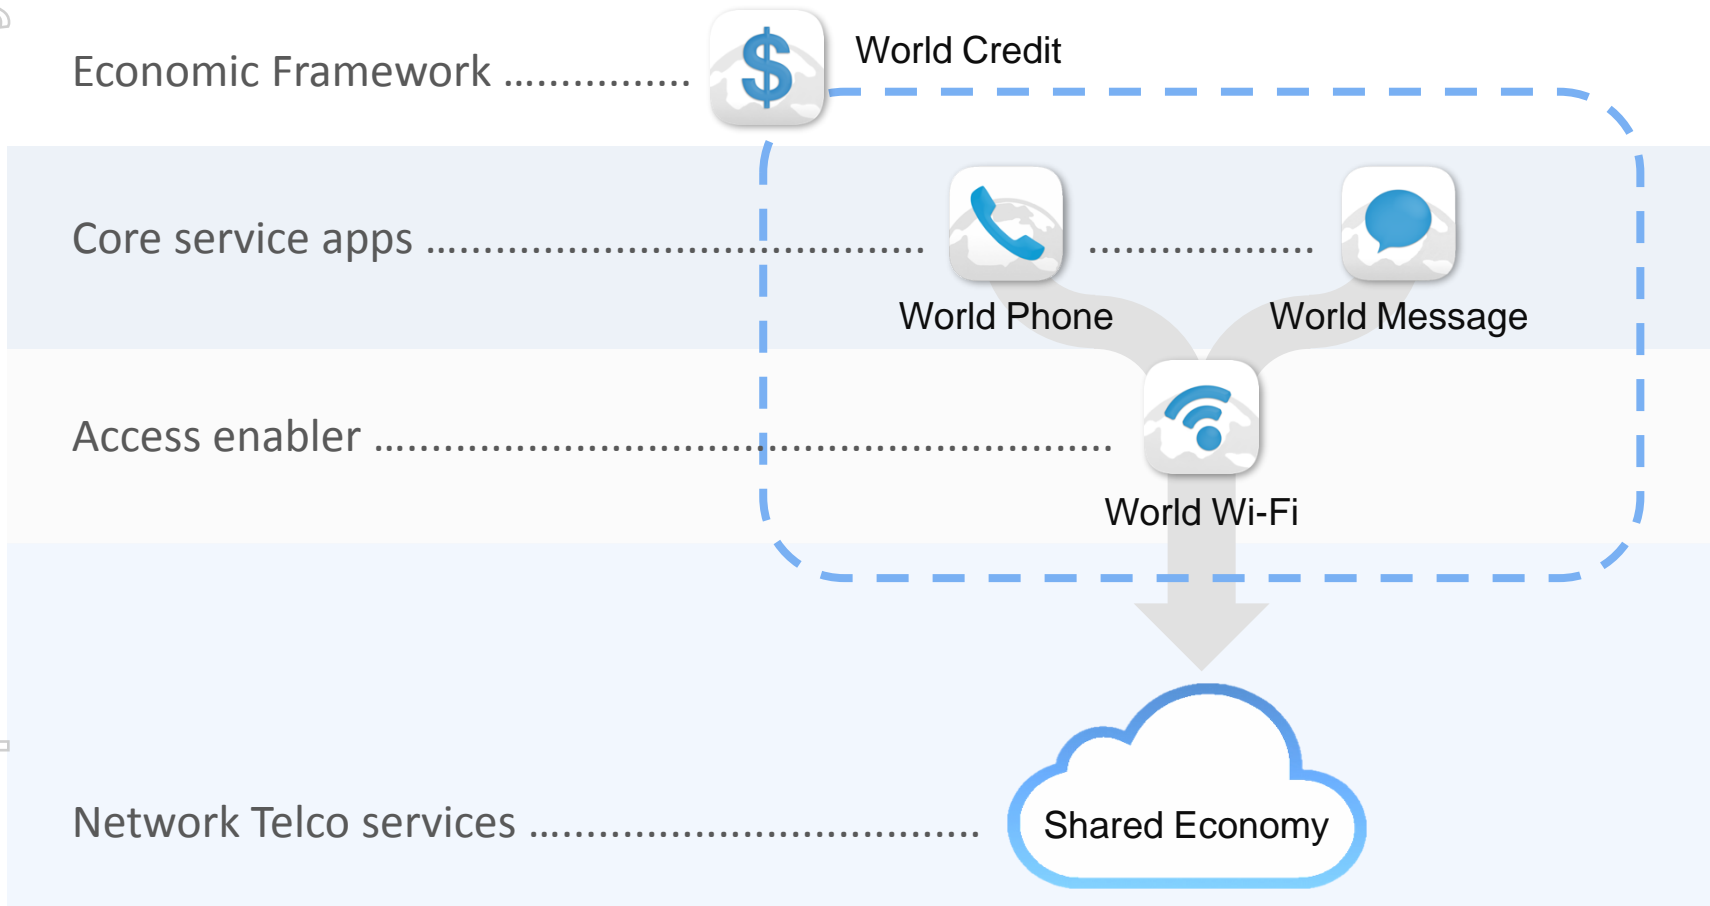 Economic Framework ................ $ World Credit
Core service apps ........................................... ....................
World Phone World Message
Access enabler ................................................................
World Wi-Fi
Network Telco services .......................................
Shared Economy